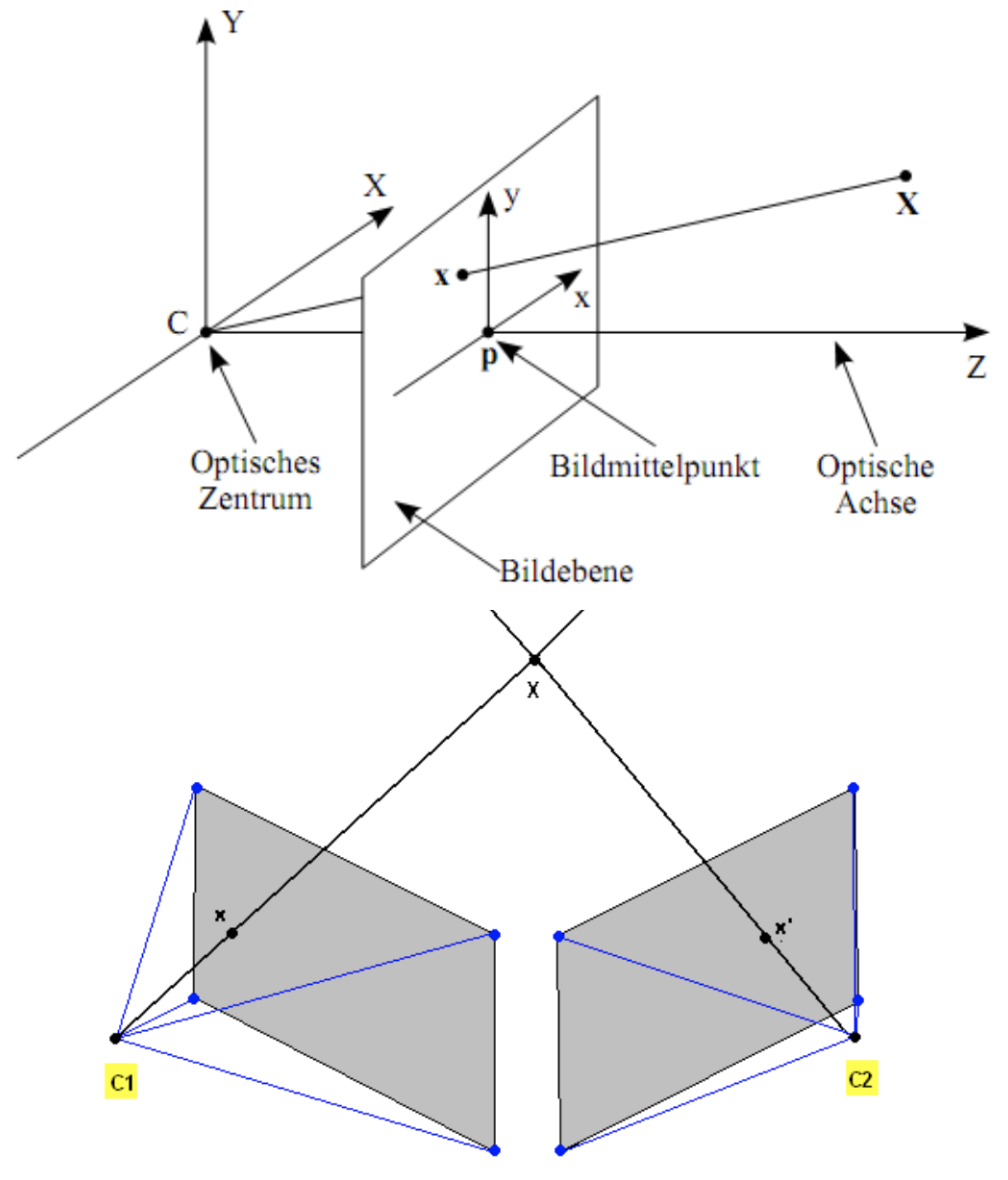 Y
X
y
X
x
x
C
p
Z
Optisches
Zentrum
Bildmittelpunkt
Optische
Achse
Bildebene
X
x
x'
C1
C2